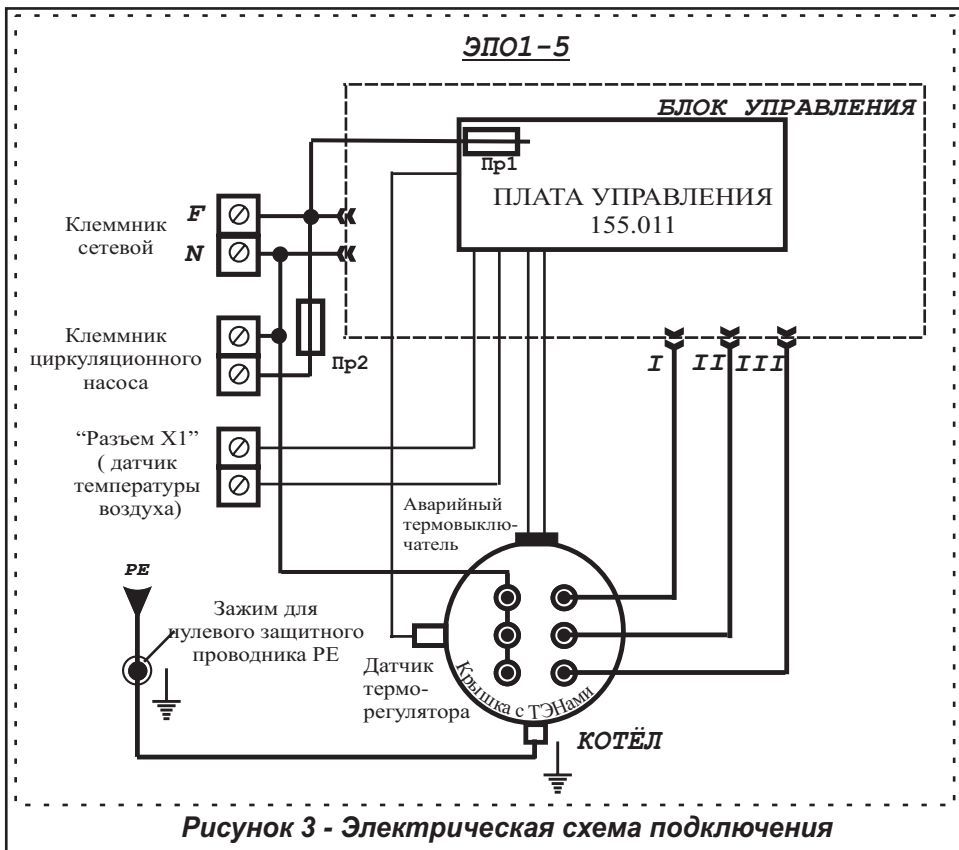 ЭПО1-5
БЛОК УПРАВЛЕНИЯ
Пр1
ПЛАТА УПРАВЛЕНИЯ
155.011
Клеммник
сетевой
F
N
Клеммник
циркуляционного
насоса
Пр2
I II III
“Разъем Х1”
( датчик
температуры
воздуха)
Аварийный
термовыклю-
чатель
PE
Зажим для
нулевого защитного
проводника PE
Датчик
термо-
регулятора
Крышка с ТЭНами
КОТЁЛ
Рисунок 3 - Электрическая схема подключения